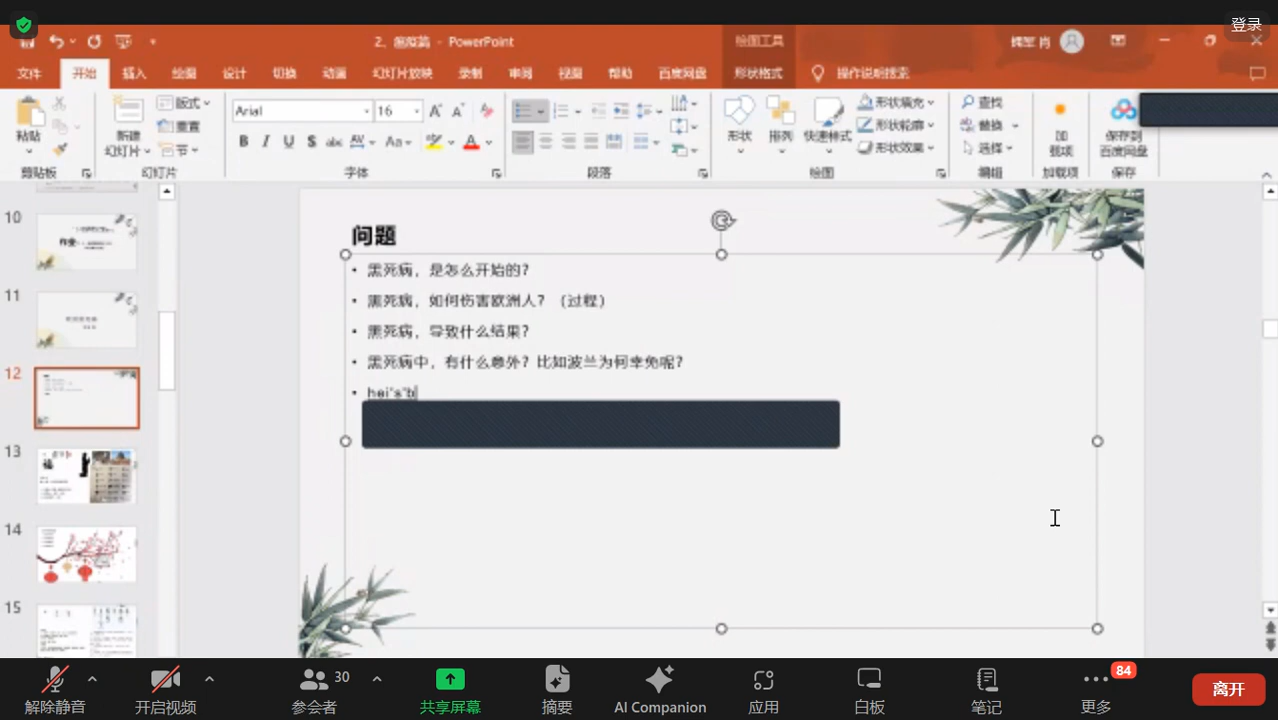 登录
2、瘟疫篇 - PowerPoint
绘图工具
文件 开始 插入 绘图 设计 切换 动画 幻灯片放映 录制 审阅 视图 帮助 百度网盘 形状格式 操作说明搜索
粘贴
新建
幻灯片
版式
重置
节
Arial 16
形状 排列 快速样式
形状填充
形状轮廓
形状效果
查找
替换
选择
加
载项
保存到
百度网盘
剪贴板 幻灯片 字体 段落 绘图 编辑 加载项 保存
10
11
12
13
14
15
问题
• 黑死病，是怎么开始的？
• 黑死病，如何伤害欧洲人？（过程）
• 黑死病，导致什么结果？
• 黑死病中，有什么意外？比如波兰为何幸免呢？
• hei's'b
解除静音 开启视频 参会者 30 共享屏幕 摘要 AI Companion 应用 白板 笔记 更多 84 离开